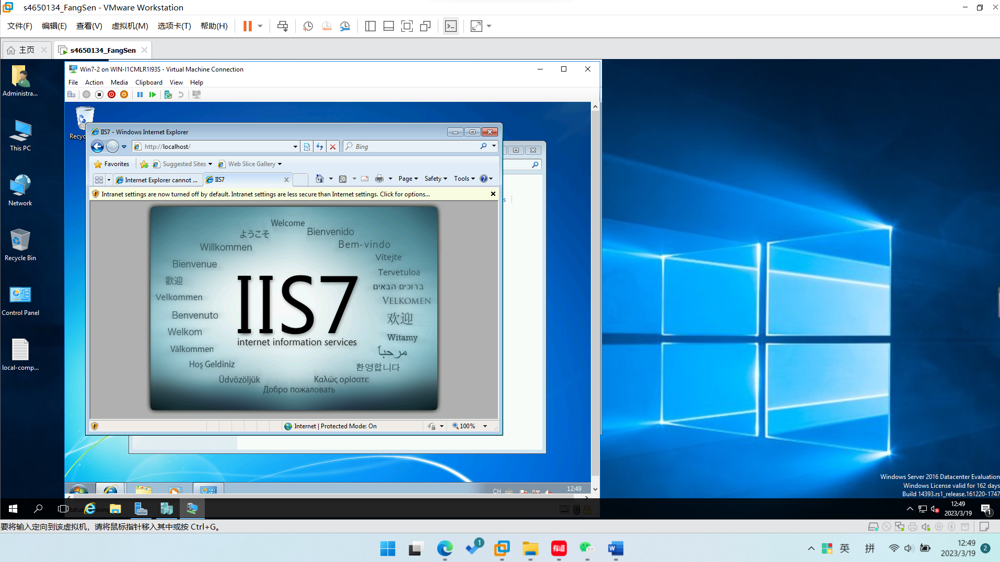 s4650134_FangSen - VMware Workstation
文件(F) 编辑(E) 查看(V) 虚拟机(M) 选项卡(T) 帮助(H)
主页
s4650134_FangSen
Administra...
This PC
Network
Recycle Bin
Control Panel
local-comp...
Win7-2 on WIN-I1CMLR1I93S - Virtual Machine Connection
File Action Media Clipboard View Help
Recyc
IIS7 - Windows Internet Explorer
http://localhost/
Bing
Favorites Suggested Sites Web Slice Gallery
Internet Explorer cannot ... IIS7
Page Safety Tools
Intranet settings are now turned off by default. Intranet settings are less secure than Internet settings. Click for options...
s
Welcome
ようこそ
Bienvenido
Willkommen
Bem-vindo
Bienvenue
Vítejte
歡迎
Tervetuloa
Velkommen
ברוכים הבאים
Benvenuto
VELKOMEN
Welkom
欢迎
Välkommen
Witamy
Hoş Geldiniz
مرحباً
Üdvözöljük
환영합니다
Καλώς ορίσατε
Добро пожаловать
IIS7
internet information services
Internet | Protected Mode: On
100%
CH
12:49
Windows Server 2016 Datacenter Evaluation
Windows License valid for 162 days
Build 14393.rs1_release.161220-1747
12:49
2023/3/19
1
要将输入定向到该虚拟机，请将鼠标指针移入其中或按 Ctrl+G。
1
有道
W
英 拼
12:49
2023/3/19
2